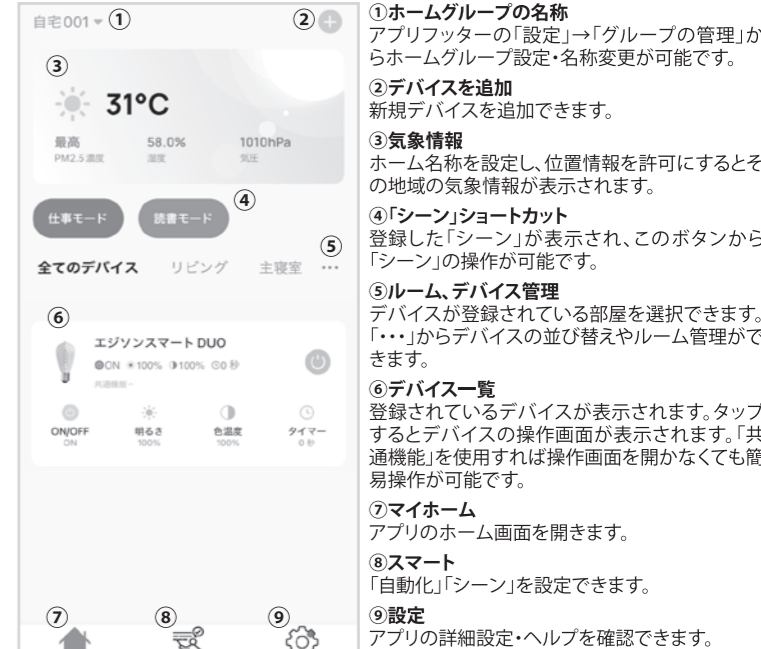 自宅001 ① ②
③
31°C
最高 58.0% 1010hPa
PM2.5濃度 湿度 気圧
④
仕事モード 読書モード
⑤
全てのデバイス リビング 主寝室 •••
⑥
エジソンスマート DUO
ON 100% 100% 0秒
共通機能
ON/OFF 明るさ 色温度 タイマー
ON 100% 100% 0秒
⑦ ⑧ ⑨
①ホームグループの名称
アプリフッターの「設定」→「グループの管理」か
らホームグループ設定・名称変更が可能です。
②デバイスを追加
新規デバイスを追加できます。
③気象情報
ホーム名称を設定し、位置情報を許可にするとそ
の地域の気象情報が表示されます。
④「シーン」ショートカット
登録した「シーン」が表示され、このボタンから
「シーン」の操作が可能です。
⑤ルーム、デバイス管理
デバイスが登録されている部屋を選択できます。
「・・・」からデバイスの並び替えやルーム管理がで
きます。
⑥デバイス一覧
登録されているデバイスが表示されます。タップ
するとデバイスの操作画面が表示されます。「共
通機能」を使用すれば操作画面を開かなくても簡
易操作が可能です。
⑦マイホーム
アプリのホーム画面を開きます。
⑧スマート
「自動化」「シーン」を設定できます。
⑨設定
アプリの詳細設定・ヘルプを確認できます。